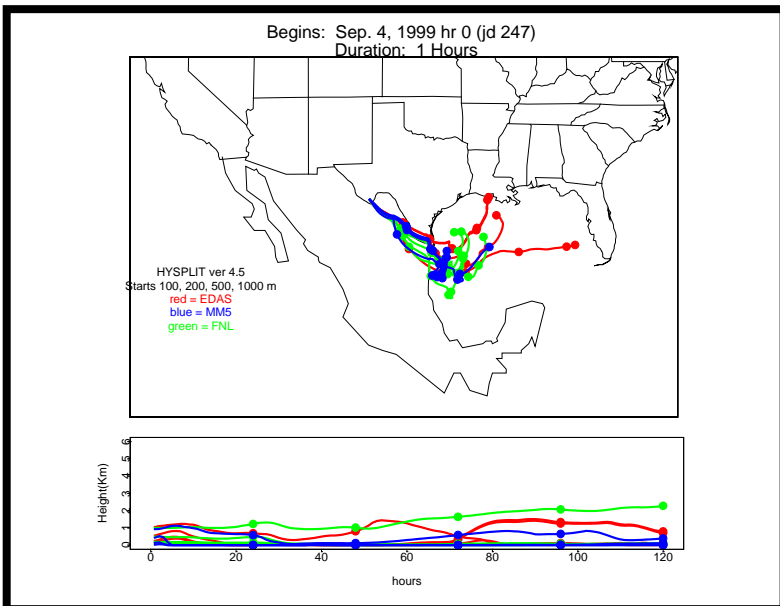 Begins: Sep. 4, 1999 hr 0 (jd 247)
Duration: 1 Hours
HYSPLIT ver 4.5
Starts 100, 200, 500, 1000 m
red = EDAS
blue = MM5
green = FNL
Height(Km)
6
5
4
3
2
1
0
0 20 40 60 80 100 120
hours